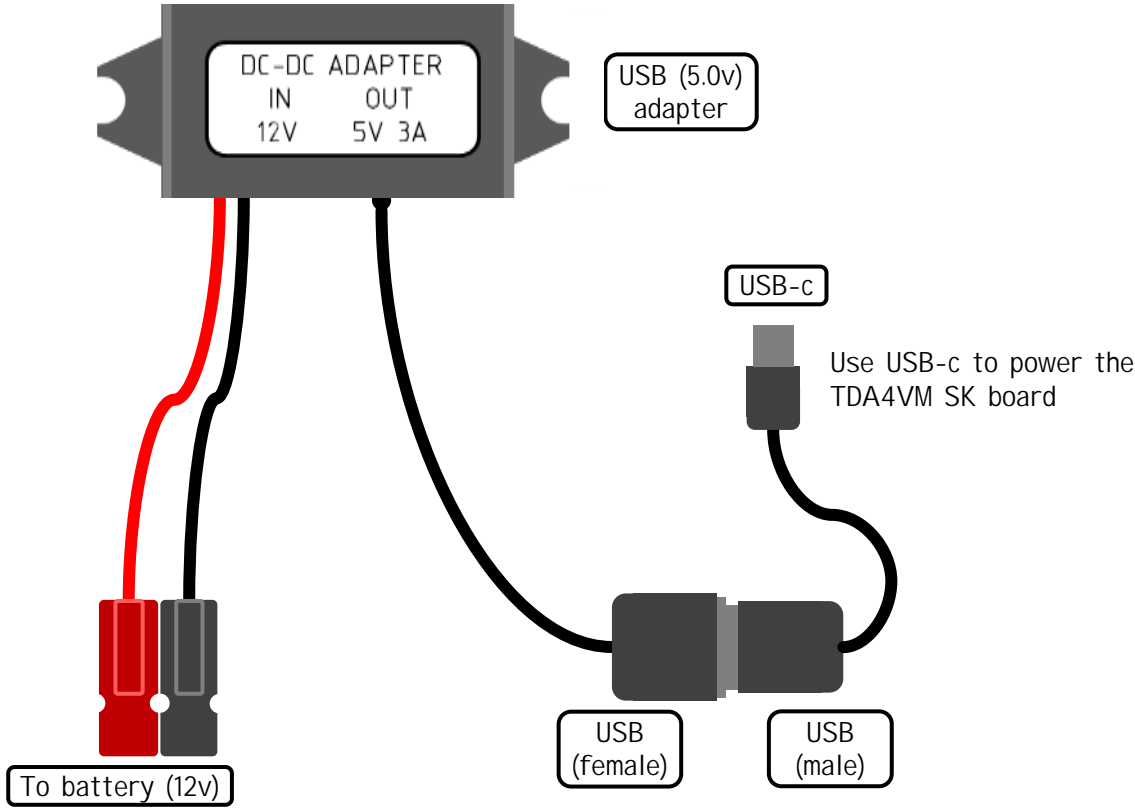 DC-DC ADAPTER
IN OUT
12V 5V 3A
USB (5.0v)
adapter
USB-c
Use USB-c to power the
TDA4VM SK board
USB
(female)
USB
(male)
To battery (12v)